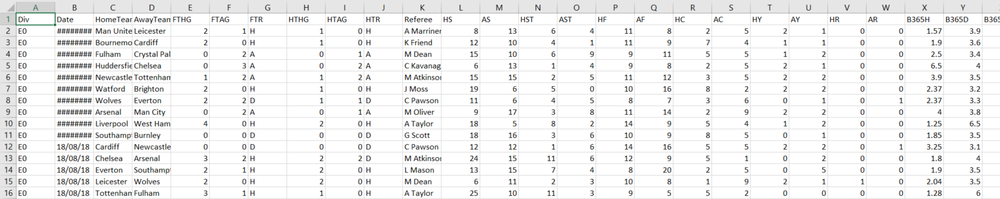 A B C D E F G H I J K L M N O P Q R S T U V W X Y
1 Div Date HomeTear AwayTeam FTHG FTAG FTR HTHG HTAG HTR Referee HS AS HST AST HF AF HC AC HY AY HR AR B365H B365D B365
2 E0 ######## Man Unite Leicester 2 1 H 1 0 H A Marriner 8 13 6 4 11 8 2 5 2 1 0 0 1.57 3.9
3 E0 ######## Bournemo Cardiff 2 0 H 1 0 H K Friend 12 10 4 1 11 9 7 4 1 1 0 0 1.9 3.6
4 E0 ######## Fulham Crystal Pal 0 2 A 0 1 A M Dean 15 10 6 9 9 11 5 5 1 2 0 0 2.5 3.4
5 E0 ######## Huddersfie Chelsea 0 3 A 0 2 A C Kavanag 6 13 1 4 9 8 2 5 2 1 0 0 6.5 4
6 E0 ######## Newcastle Tottenham 1 2 A 1 2 A M Atkinson 15 15 2 5 11 12 3 5 2 2 0 0 3.9 3.5
7 E0 ######## Watford Brighton 2 0 H 1 0 H J Moss 19 6 5 0 10 16 8 2 2 2 0 0 2.37 3.2
8 E0 ######## Wolves Everton 2 2 D 1 1 D C Pawson 11 6 4 5 8 7 3 6 0 1 0 1 2.37 3.3
9 E0 ######## Arsenal Man City 0 2 A 0 1 A M Oliver 9 17 3 8 11 14 2 9 2 2 0 0 4 3.8
10 E0 ######## Liverpool West Ham 4 0 H 2 0 H A Taylor 18 5 8 2 14 9 5 4 1 2 0 0 1.25 6.5
11 E0 ######## Southampt Burnley 0 0 D 0 0 D G Scott 18 16 3 6 10 9 8 5 0 1 0 0 1.85 3.5
12 E0 18/08/18 Cardiff Newcastle 0 0 D 0 0 D C Pawson 12 12 1 6 14 16 5 5 2 2 0 1 3.25 3.1
13 E0 18/08/18 Chelsea Arsenal 3 2 H 2 2 D M Atkinson 24 15 11 6 12 9 5 1 0 2 0 0 1.8 4
14 E0 18/08/18 Everton Southampt 2 1 H 2 0 H L Mason 13 15 7 4 8 20 2 5 0 5 0 0 1.9 3.5
15 E0 18/08/18 Leicester Wolves 2 0 H 2 0 H M Dean 6 11 2 3 10 8 1 9 2 1 1 0 2.04 3.5
16 E0 18/08/18 Tottenham Fulham 3 1 H 1 0 H A Taylor 25 10 11 3 9 5 5 2 0 0 0 0 1.28 6